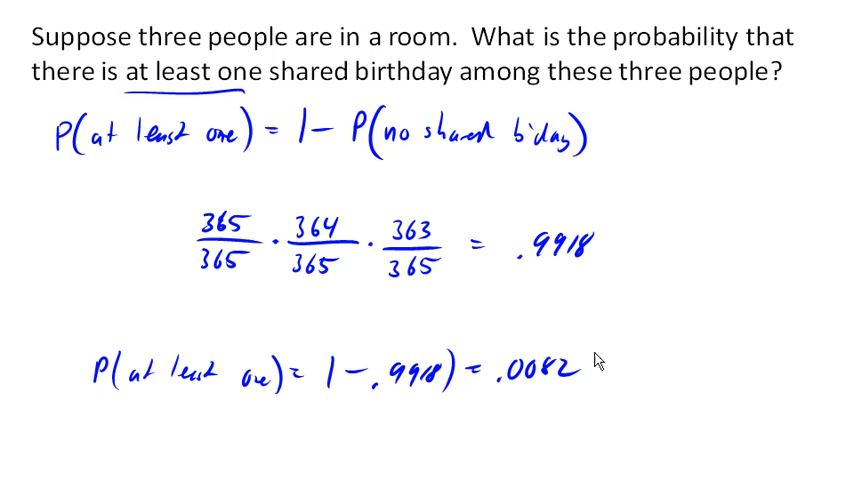 Suppose three people are in a room. What is the probability that
there is at least one shared birthday among these three people?
P(at least one) = 1 - P(no shared b'day)
365/365 · 364/365 · 363/365 = .9918
P(at least one) = 1 - .9918) = .0082